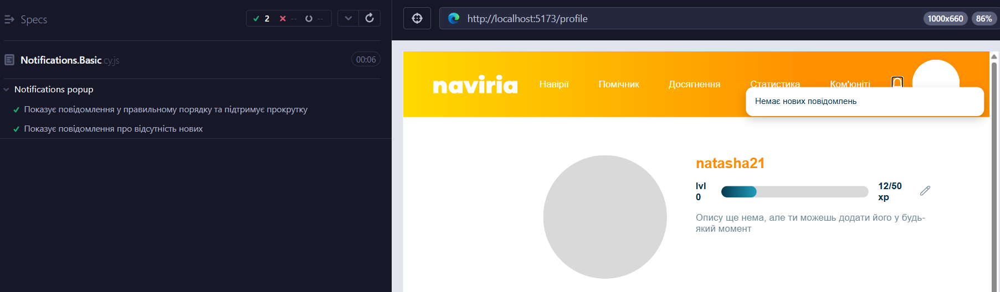 Specs
2 -- --
http://localhost:5173/profile
1000x660
86%
Notifications.Basic.cy.js
00:06
Notifications popup
Показує повідомлення у правильному порядку та підтримує прокрутку
Показує повідомлення про відсутність нових
naviria
Навірії
Помічник
Досягнення
Статистика
Ком'юніті
Немає нових повідомлень
natasha21
lvl
0
12/50
xp
Опису ще нема, але ти можешь додати його у будь-
який момент